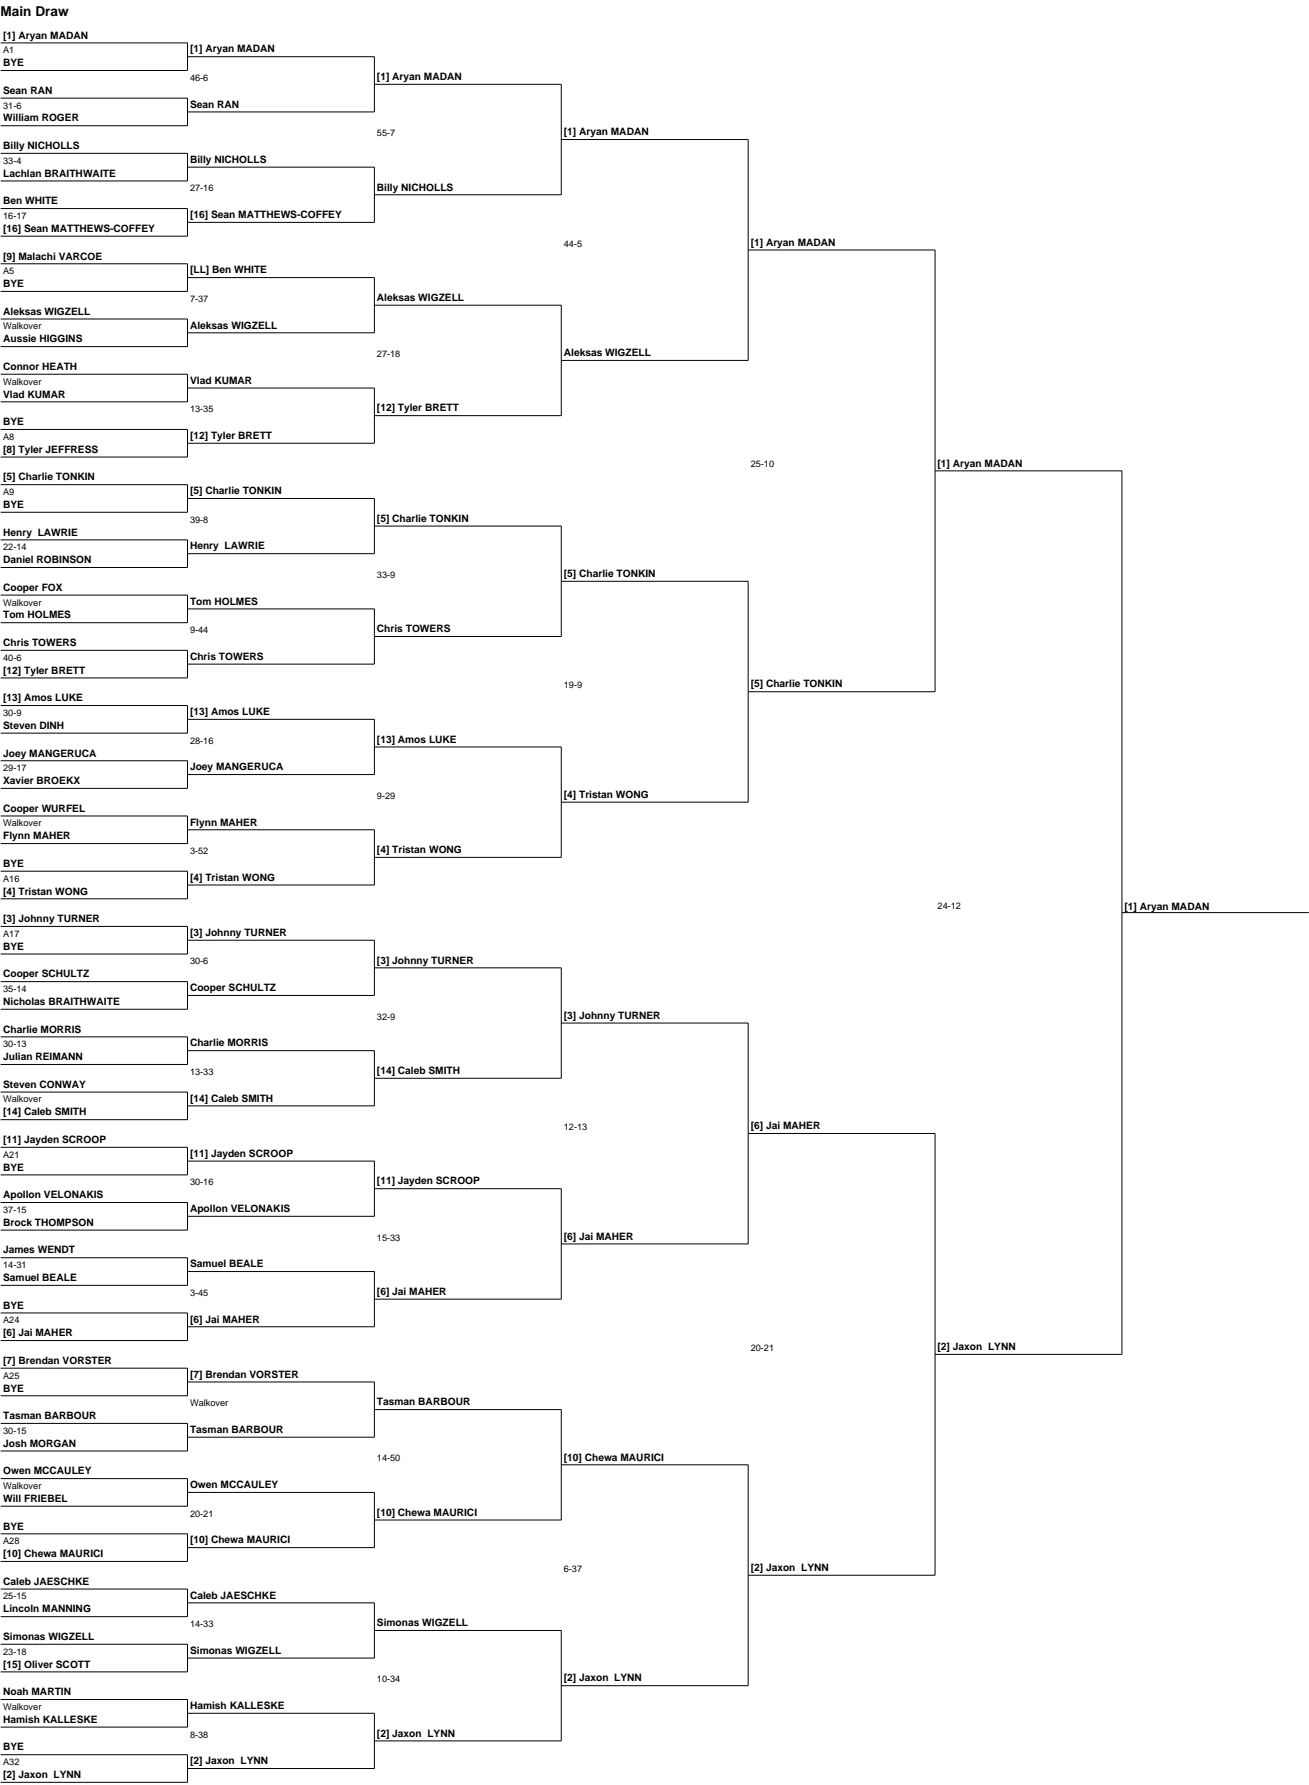 Main Draw
[1] Aryan MADAN
A1
BYE
Sean RAN
31-6
William ROGER
Billy NICHOLLS
33-4
Lachlan BRAITHWAITE
Ben WHITE
16-17
[16] Sean MATTHEWS-COFFEY
[9] Malachi VARCOE
A5
BYE
Aleksas WIGZELL
Walkover
Aussie HIGGINS
Connor HEATH
Walkover
Vlad KUMAR
BYE
A8
[8] Tyler JEFFRESS
[5] Charlie TONKIN
A9
BYE
Henry  LAWRIE
22-14
Daniel ROBINSON
Cooper FOX
Walkover
Tom HOLMES
Chris TOWERS
40-6
[12] Tyler BRETT
[13] Amos LUKE
30-9
Steven DINH
Joey MANGERUCA
29-17
Xavier BROEKX
Cooper WURFEL
Walkover
Flynn MAHER
BYE
A16
[4] Tristan WONG
[3] Johnny TURNER
A17
BYE
Cooper SCHULTZ
35-14
Nicholas BRAITHWAITE
Charlie MORRIS
30-13
Julian REIMANN
Steven CONWAY
Walkover
[14] Caleb SMITH
[11] Jayden SCROOP
A21
BYE
Apollon VELONAKIS
37-15
Brock THOMPSON
James WENDT
14-31
Samuel BEALE
BYE
A24
[6] Jai MAHER
[7] Brendan VORSTER
A25
BYE
Tasman BARBOUR
30-15
Josh MORGAN
Owen MCCAULEY
Walkover
Will FRIEBEL
BYE
A28
[10] Chewa MAURICI
Caleb JAESCHKE
25-15
Lincoln MANNING
Simonas WIGZELL
23-18
[15] Oliver SCOTT
Noah MARTIN
Walkover
Hamish KALLESKE
BYE
A32
[2] Jaxon  LYNN
[1] Aryan MADAN
46-6
Sean RAN
Billy NICHOLLS
27-16
[16] Sean MATTHEWS-COFFEY
[LL] Ben WHITE
7-37
Aleksas WIGZELL
Vlad KUMAR
13-35
[12] Tyler BRETT
[5] Charlie TONKIN
39-8
Henry  LAWRIE
Tom HOLMES
9-44
Chris TOWERS
[13] Amos LUKE
28-16
Joey MANGERUCA
Flynn MAHER
3-52
[4] Tristan WONG
[3] Johnny TURNER
30-6
Cooper SCHULTZ
Charlie MORRIS
13-33
[14] Caleb SMITH
[11] Jayden SCROOP
30-16
Apollon VELONAKIS
Samuel BEALE
3-45
[6] Jai MAHER
[7] Brendan VORSTER
Walkover
Tasman BARBOUR
Owen MCCAULEY
20-21
[10] Chewa MAURICI
Caleb JAESCHKE
14-33
Simonas WIGZELL
Hamish KALLESKE
8-38
[2] Jaxon  LYNN
[1] Aryan MADAN
55-7
Billy NICHOLLS
Aleksas WIGZELL
27-18
[12] Tyler BRETT
[5] Charlie TONKIN
33-9
Chris TOWERS
[13] Amos LUKE
9-29
[4] Tristan WONG
[3] Johnny TURNER
32-9
[14] Caleb SMITH
[11] Jayden SCROOP
15-33
[6] Jai MAHER
Tasman BARBOUR
14-50
[10] Chewa MAURICI
Simonas WIGZELL
10-34
[2] Jaxon  LYNN
[1] Aryan MADAN
44-5
Aleksas WIGZELL
[5] Charlie TONKIN
19-9
[4] Tristan WONG
[3] Johnny TURNER
12-13
[6] Jai MAHER
[10] Chewa MAURICI
6-37
[2] Jaxon  LYNN
[1] Aryan MADAN
25-10
[5] Charlie TONKIN
[6] Jai MAHER
20-21
[2] Jaxon  LYNN
[1] Aryan MADAN
24-12
[2] Jaxon  LYNN
[1] Aryan MADAN